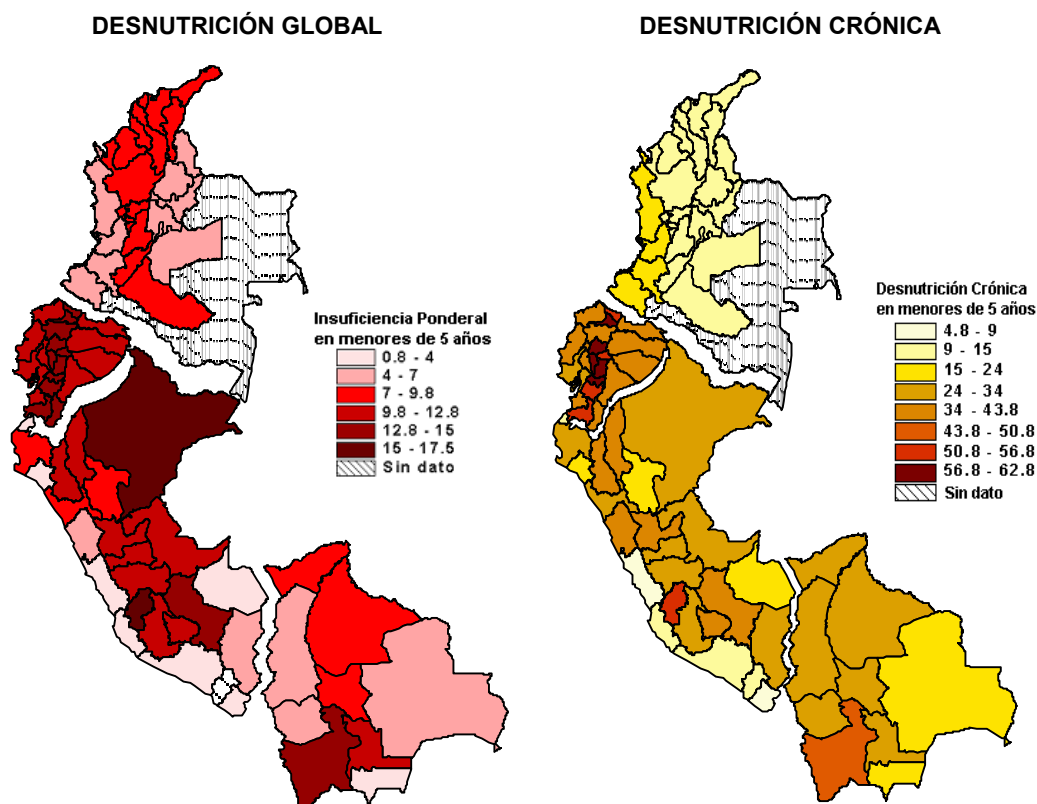 DESNUTRICIÓN GLOBAL
DESNUTRICIÓN CRÓNICA
Insuficiencia Ponderal
en menores de 5 años
0.8 - 4
4 - 7
7 - 9.8
9.8 - 12.8
12.8 - 15
15 - 17.5
Sin dato
Desnutrición Crónica
en menores de 5 años
4.8 - 9
9 - 15
15 - 24
24 - 34
34 - 43.8
43.8 - 50.8
50.8 - 56.8
56.8 - 62.8
Sin dato